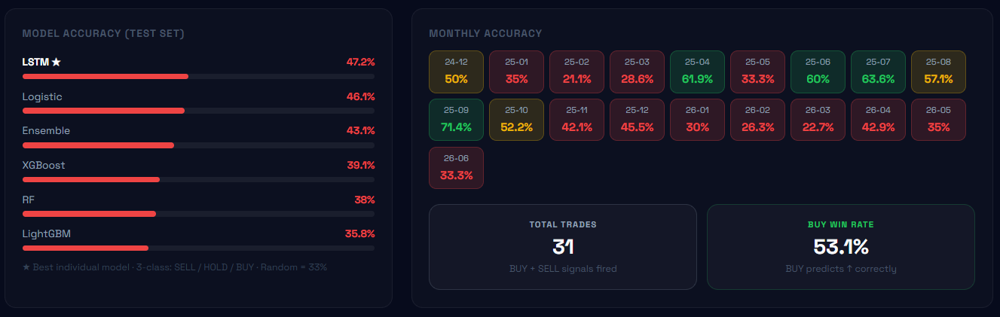 MODEL ACCURACY (TEST SET)
LSTM ★ 47.2%
Logistic 46.1%
Ensemble 43.1%
XGBoost 39.1%
RF 38%
LightGBM 35.8%
★ Best individual model · 3-class: SELL / HOLD / BUY · Random = 33%
MONTHLY ACCURACY
24-12 25-01 25-02 25-03 25-04 25-05 25-06 25-07 25-08
50% 35% 21.1% 28.6% 61.9% 33.3% 60% 63.6% 57.1%
25-09 25-10 25-11 25-12 26-01 26-02 26-03 26-04 26-05
71.4% 52.2% 42.1% 45.5% 30% 26.3% 22.7% 42.9% 35%
26-06
33.3%
TOTAL TRADES
31
BUY + SELL signals fired
BUY WIN RATE
53.1%
BUY predicts ↑ correctly